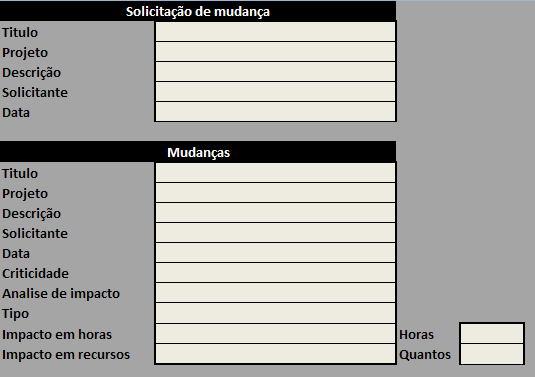 Solicitação de mudança
Titulo
Projeto
Descrição
Solicitante
Data
Mudanças
Titulo
Projeto
Descrição
Solicitante
Data
Criticidade
Analise de impacto
Tipo
Impacto em horas Horas
Impacto em recursos Quantos